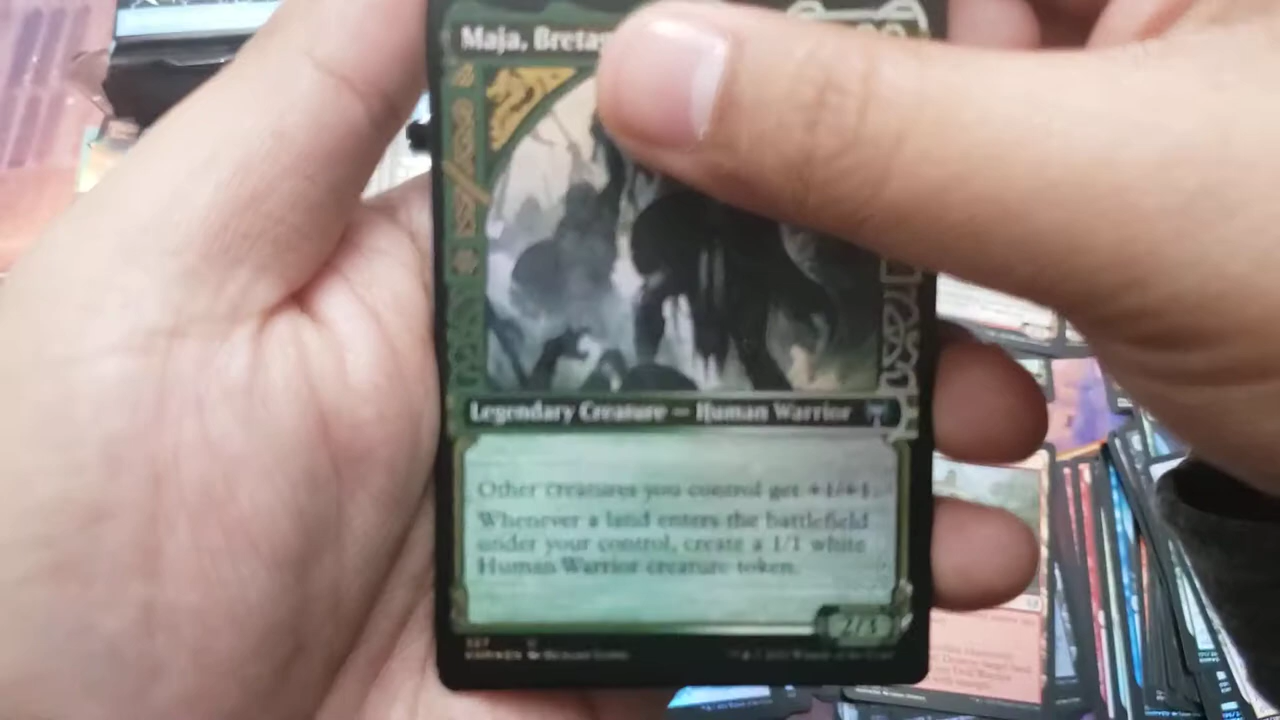 Maja, Breta
Legendary Creature — Human Warrior
Other creatures you control get +1/+1.
Whenever a land enters the battlefield
under your control, create a 1/1 white
Human Warrior creature token.
2/3